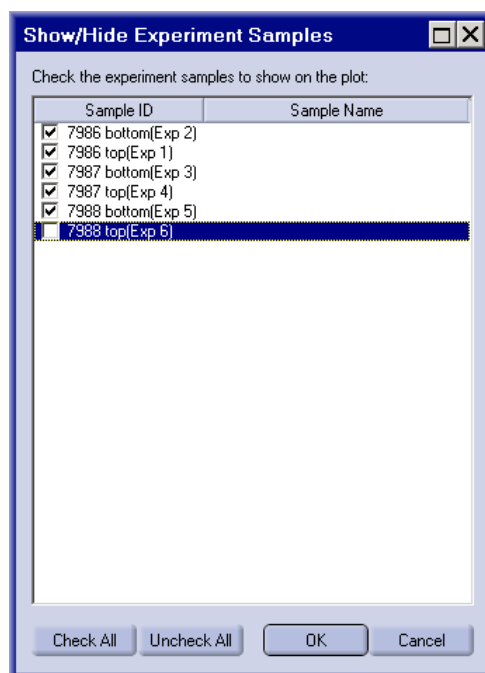 Show/Hide Experiment Samples
Check the experiment samples to show on the plot:
Sample ID Sample Name
7986 bottom(Exp 2)
7986 top(Exp 1)
7987 bottom(Exp 3)
7987 top(Exp 4)
7988 bottom(Exp 5)
7988 top(Exp 6)
Check All Uncheck All OK Cancel